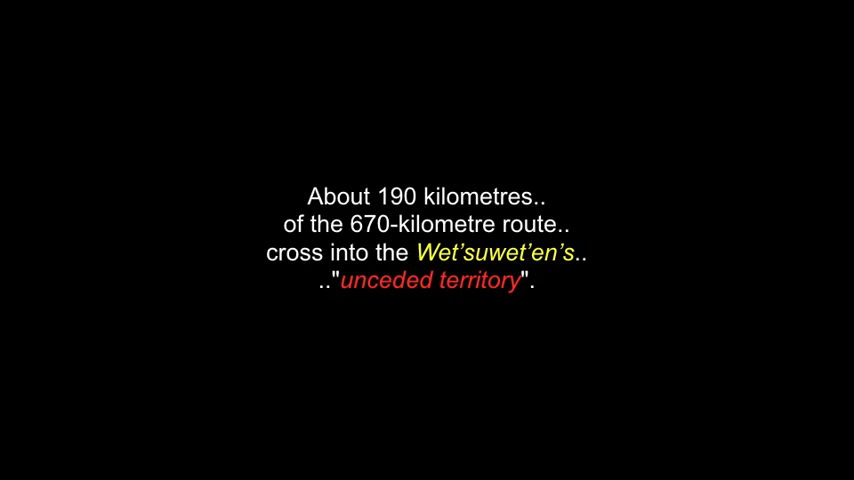 About 190 kilometres..
of the 670-kilometre route..
cross into the Wet’suwet’en’s..
.."unceded territory".